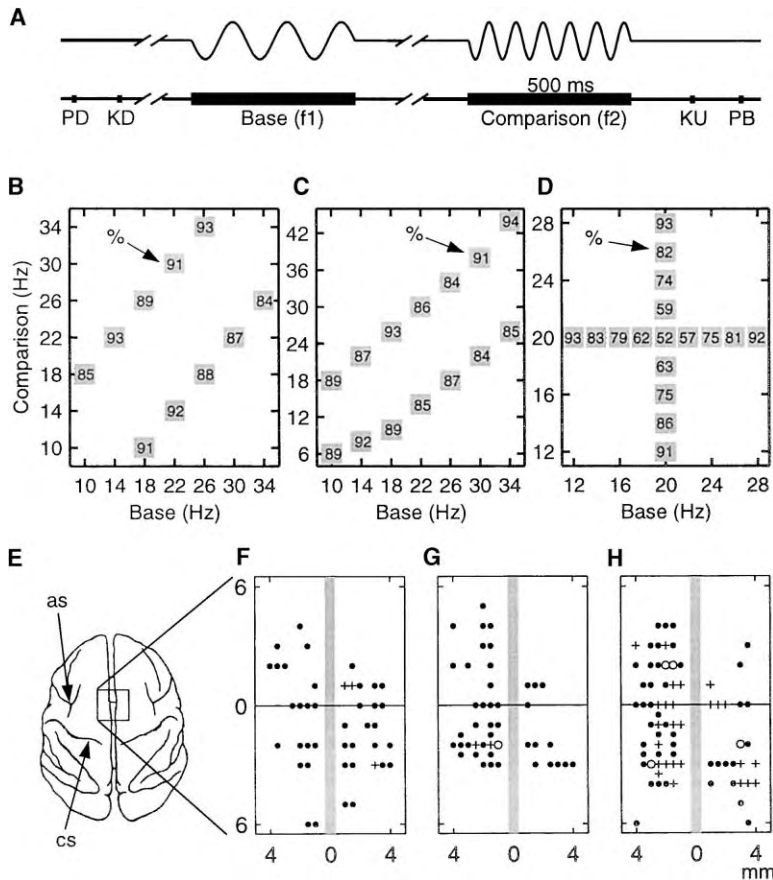 A
500 ms
PD KD Base (f1) Comparison (f2) KU PB
B
Comparison (Hz)
34
30
26
22
18
14
10
%
93
91
89 84
93 87
85 88
92
91
10 14 18 22 26 30 34
Base (Hz)
C
42
36
30
24
18
12
6
%
94
91
84
86
93 85
87 84
89 87
85
89
92
89
10 14 18 22 26 30 34
Base (Hz)
D
28
24
20
16
12
%
93
82
74
59
93 83 79 62 52 57 75 81 92
63
75
86
91
12 16 20 24 28
Base (Hz)
E
as
cs
F
6
0
6
4 0 4
G
4 0 4
H
4 0 4
mm